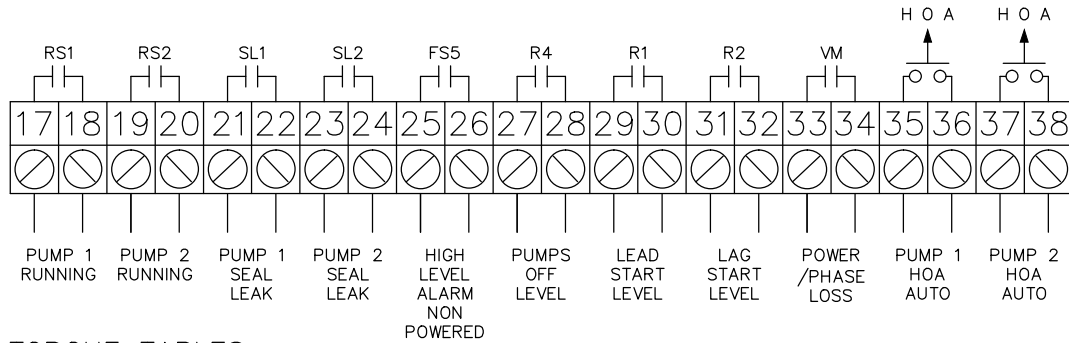 H O A H O A
RS1 RS2 SL1 SL2 FS5 R4 R1 R2 VM
17 18 19 20 21 22 23 24 25 26 27 28 29 30 31 32 33 34 35 36 37 38
PUMP 1
RUNNING
PUMP 2
RUNNING
PUMP 1
SEAL
LEAK
PUMP 2
SEAL
LEAK
HIGH
LEVEL
ALARM
NON
POWERED
PUMPS
OFF
LEVEL
LEAD
START
LEVEL
LAG
START
LEVEL
POWER
/PHASE
LOSS
PUMP 1
HOA
AUTO
PUMP 2
HOA
AUTO
TORQUE TABLES